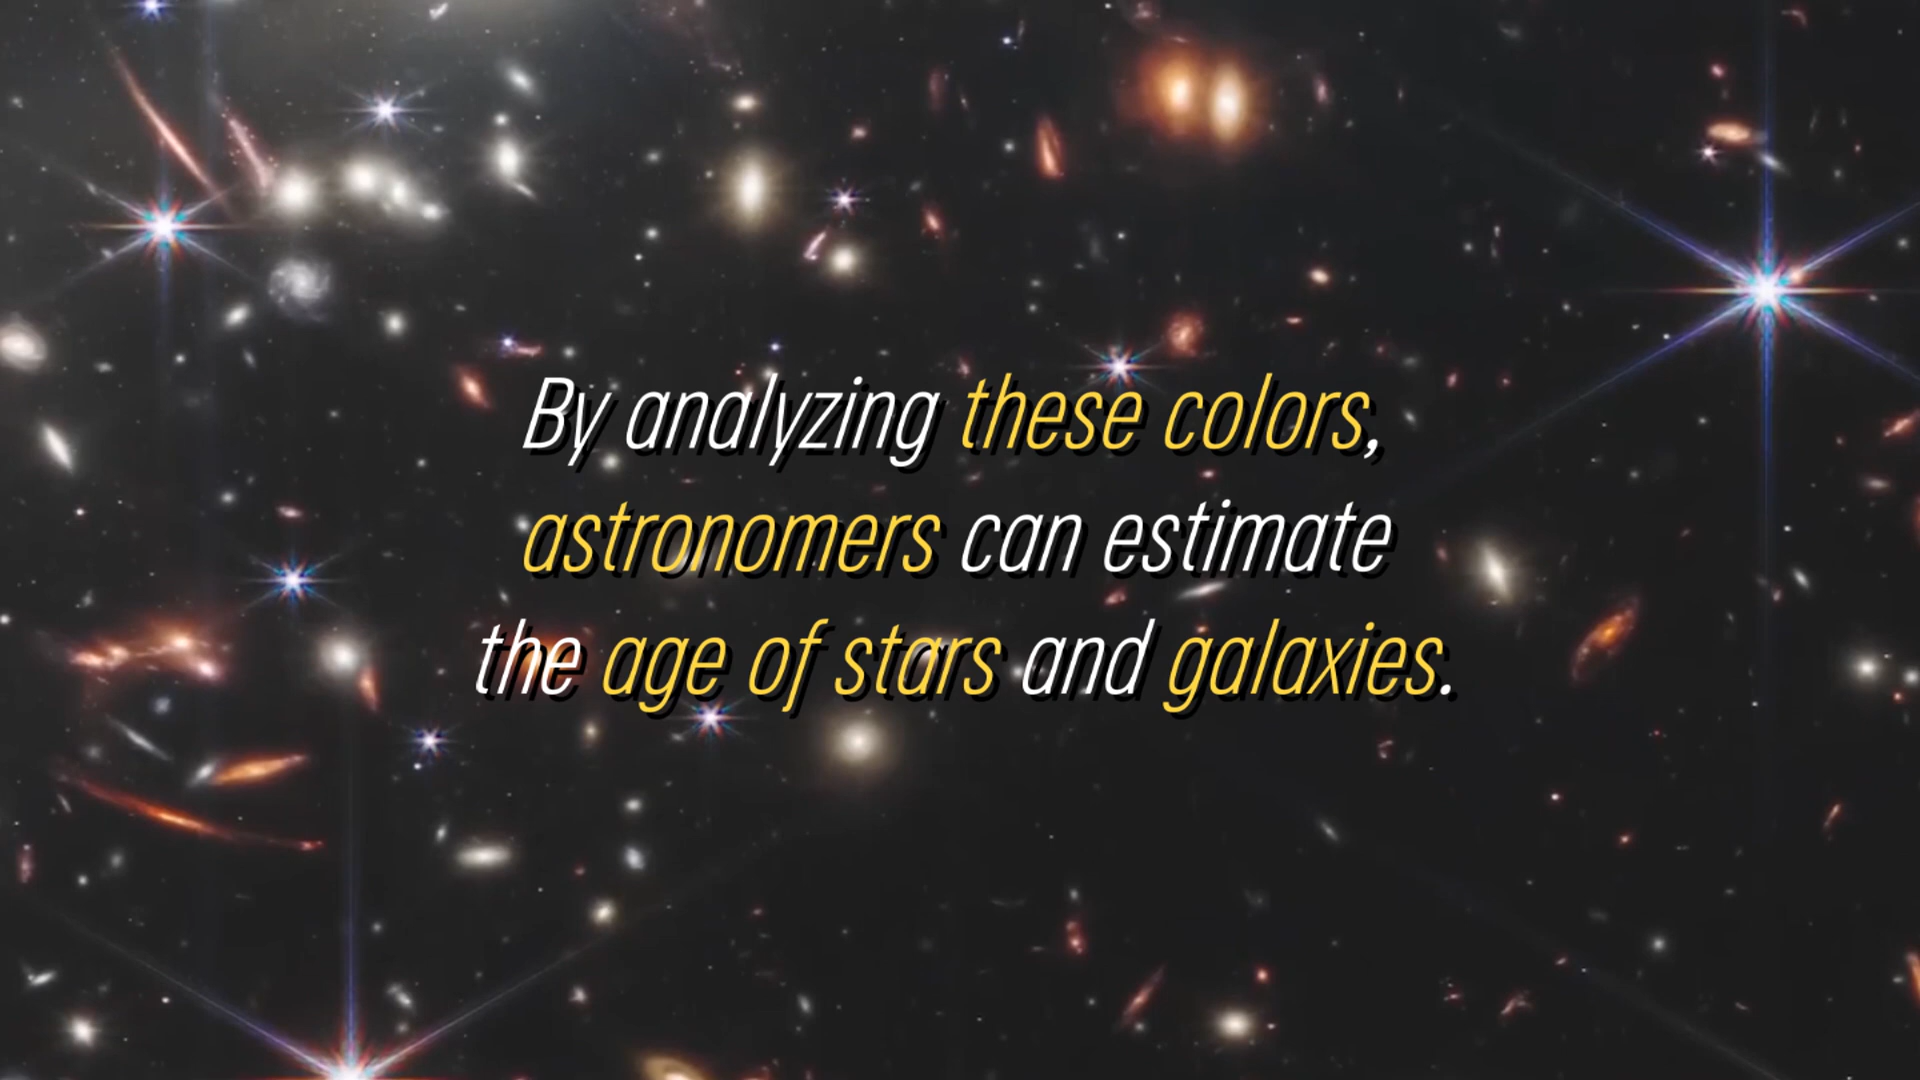 By analyzing these colors,
astronomers can estimate
the age of stars and galaxies.